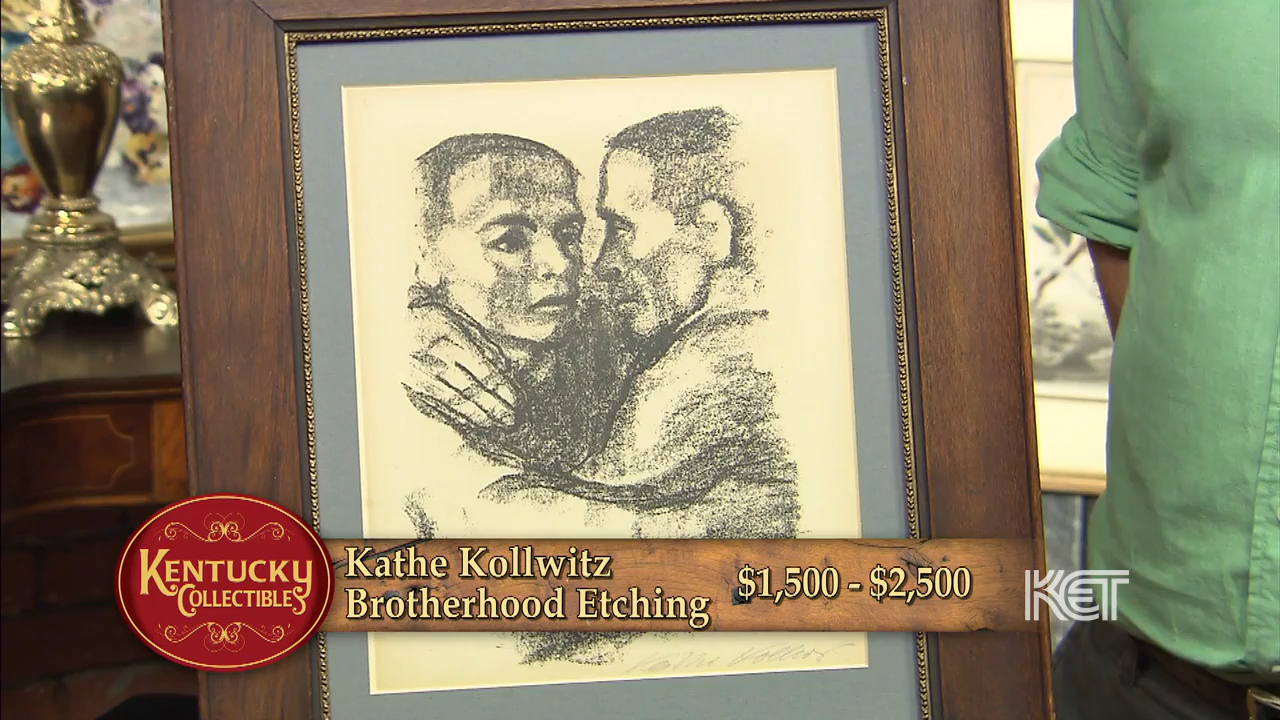 Kentucky
Collectibles
Kathe Kollwitz
Brotherhood Etching
$1,500 - $2,500
KET